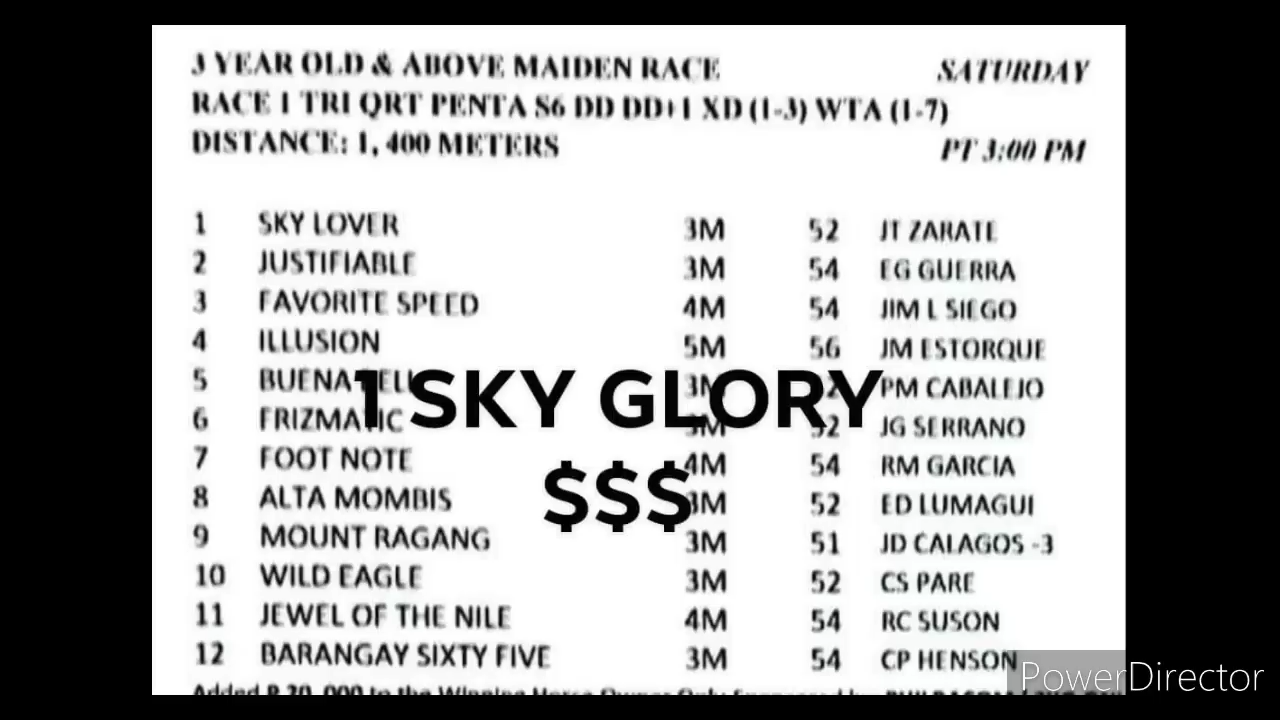 3 YEAR OLD & ABOVE MAIDEN RACE SATURDAY
RACE 1 TRI QRT PENTA S6 DD DD+1 XD (1-3) WTA (1-7)
DISTANCE: 1, 400 METERS PT 3:00 PM
1 SKY LOVER 3M 52 JT ZARATE
2 JUSTIFIABLE 3M 54 EG GUERRA
3 FAVORITE SPEED 4M 54 JIM L SIEGO
4 ILLUSION 5M 56 JM ESTORQUE
5 3M PM CABALEJO
1 SKY GLORY
6 FRIZMATIC 3M 52 JG SERRANO
7 FOOT NOTE 4M 54 RM GARCIA
$$$
8 ALTA MOMBIS 3M 52 ED LUMAGUI
9 MOUNT RAGANG 3M 51 JD CALAGOS -3
10 WILD EAGLE 3M 52 CS PARE
11 JEWEL OF THE NILE 4M 54 RC SUSON
12 BARANGAY SIXTY FIVE 3M 54 CP HENSON
PowerDirector